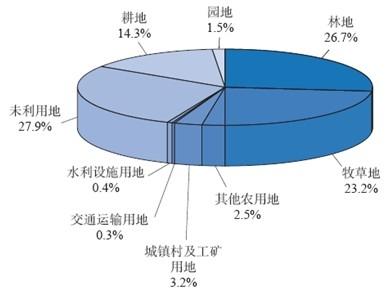 园地
1.5%
林地
26.7%
耕地
14.3%
未利用地
27.9%
牧草地
23.2%
水利设施用地
0.4%
其他农用地
2.5%
交通运输用地
0.3%
城镇村及工矿
用地
3.2%